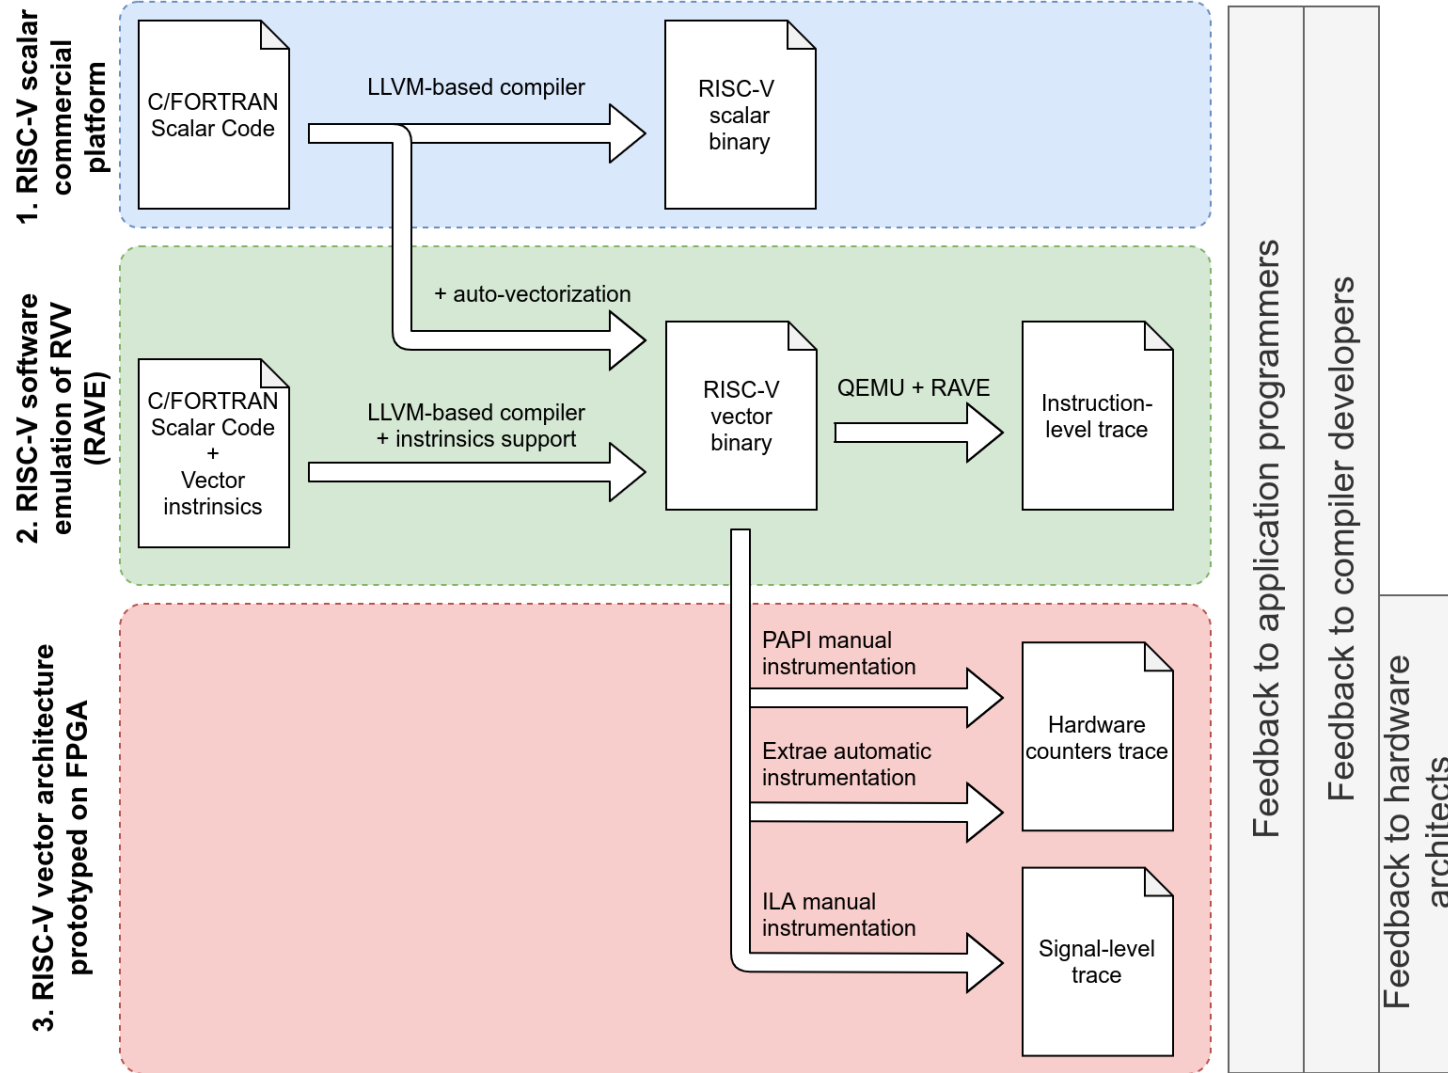 1. RISC-V scalar
commercial
platform
C/FORTRAN
Scalar Code
LLVM-based compiler
RISC-V
scalar
binary
2. RISC-V software
emulation of RVV
(RAVE)
+ auto-vectorization
C/FORTRAN
Scalar Code
+
Vector
instrinsics
LLVM-based compiler
+ instrinsics support
RISC-V
vector
binary
QEMU + RAVE
Instruction-
level trace
3. RISC-V vector architecture
prototyped on FPGA
PAPI manual
instrumentation
Extrae automatic
instrumentation
Hardware
counters trace
ILA manual
instrumentation
Signal-level
trace
Feedback to application programmers
Feedback to compiler developers
Feedback to hardware
architects